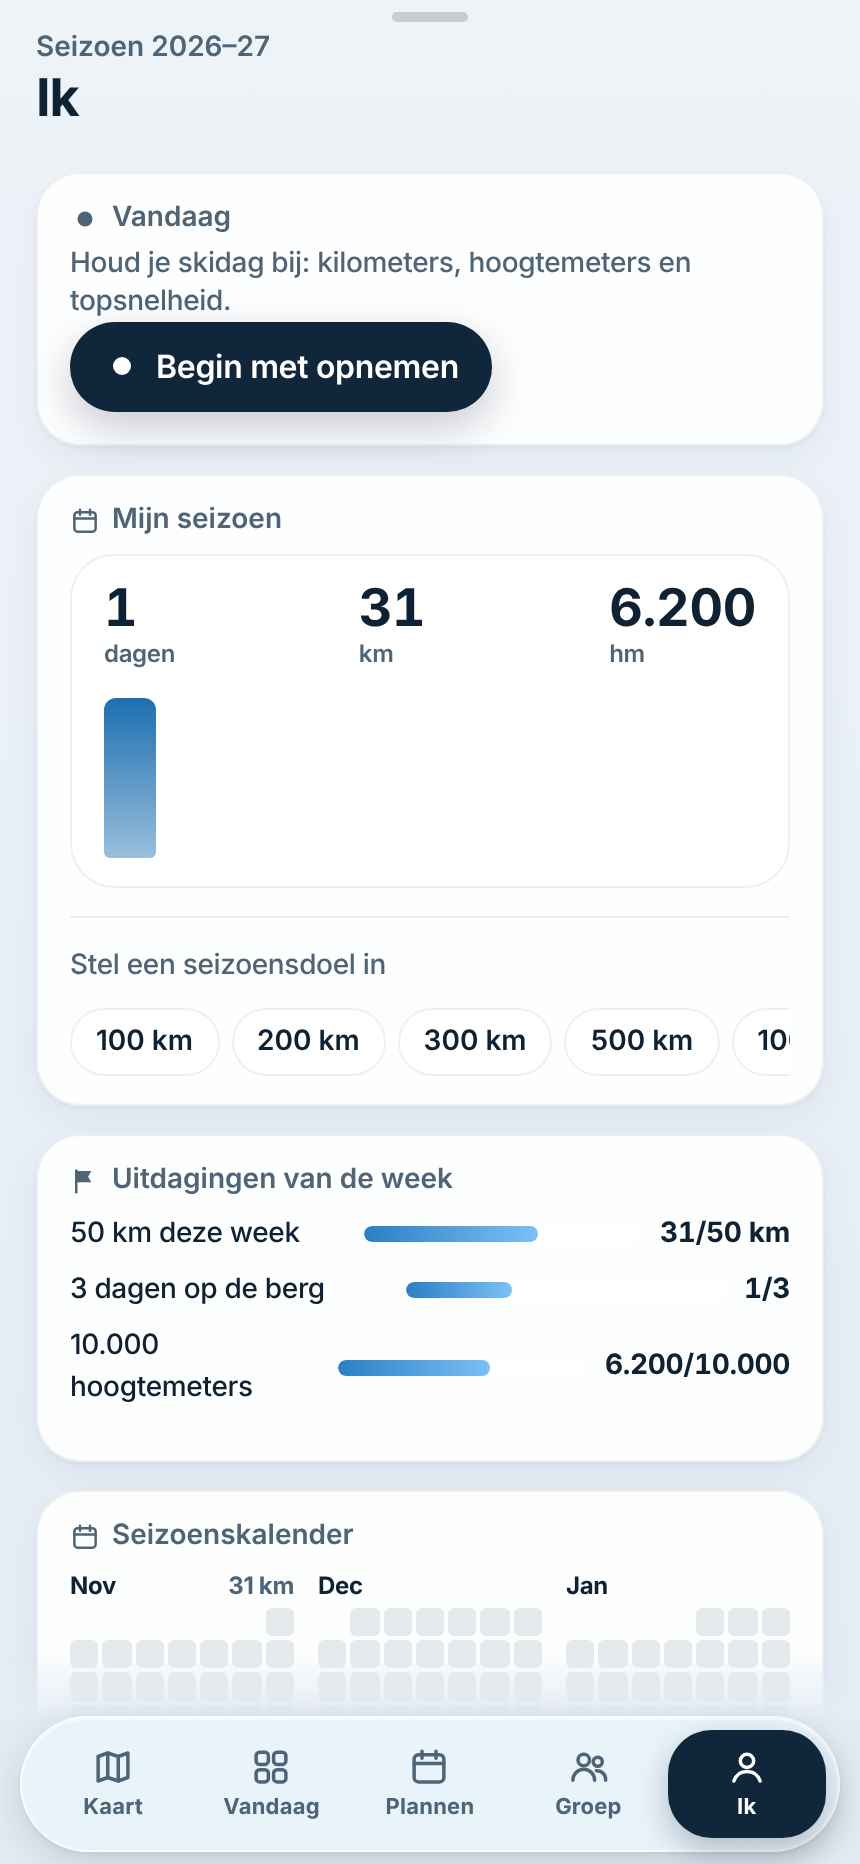 Seizoen 2026–27
Ik
Vandaag
Houd je skidag bij: kilometers, hoogtemeters en
topsnelheid.
Begin met opnemen
Mijn seizoen
1 31 6.200
dagen km hm
Stel een seizoensdoel in
100 km 200 km 300 km 500 km
Uitdagingen van de week
50 km deze week 31/50 km
3 dagen op de berg 1/3
10.000
hoogtemeters 6.200/10.000
Seizoenskalender
Nov 31 km Dec Jan
Kaart Vandaag Plannen Groep Ik